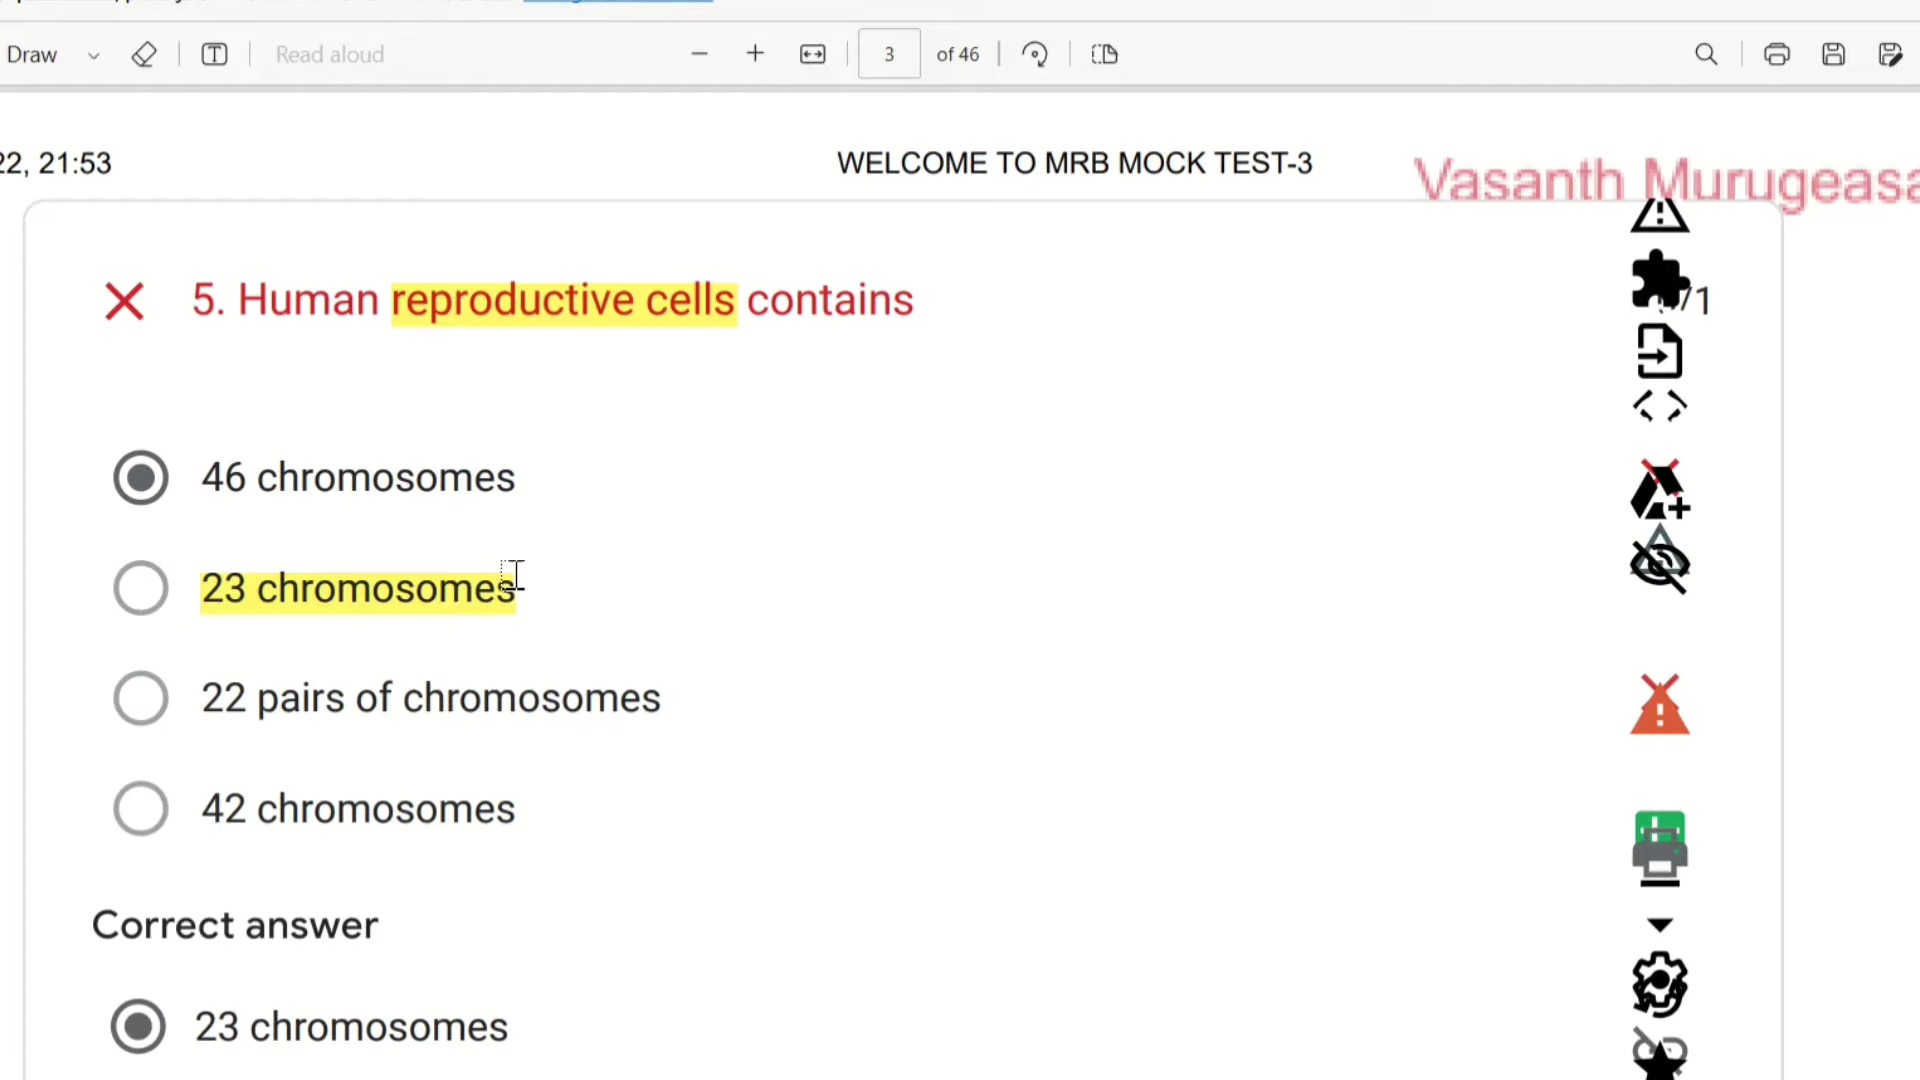 Draw
Read aloud
3
of 46
22, 21:53
WELCOME TO MRB MOCK TEST-3
Vasanth
5. Human reproductive cells contains
/1
46 chromosomes
23 chromosomes
22 pairs of chromosomes
42 chromosomes
Correct answer
23 chromosomes